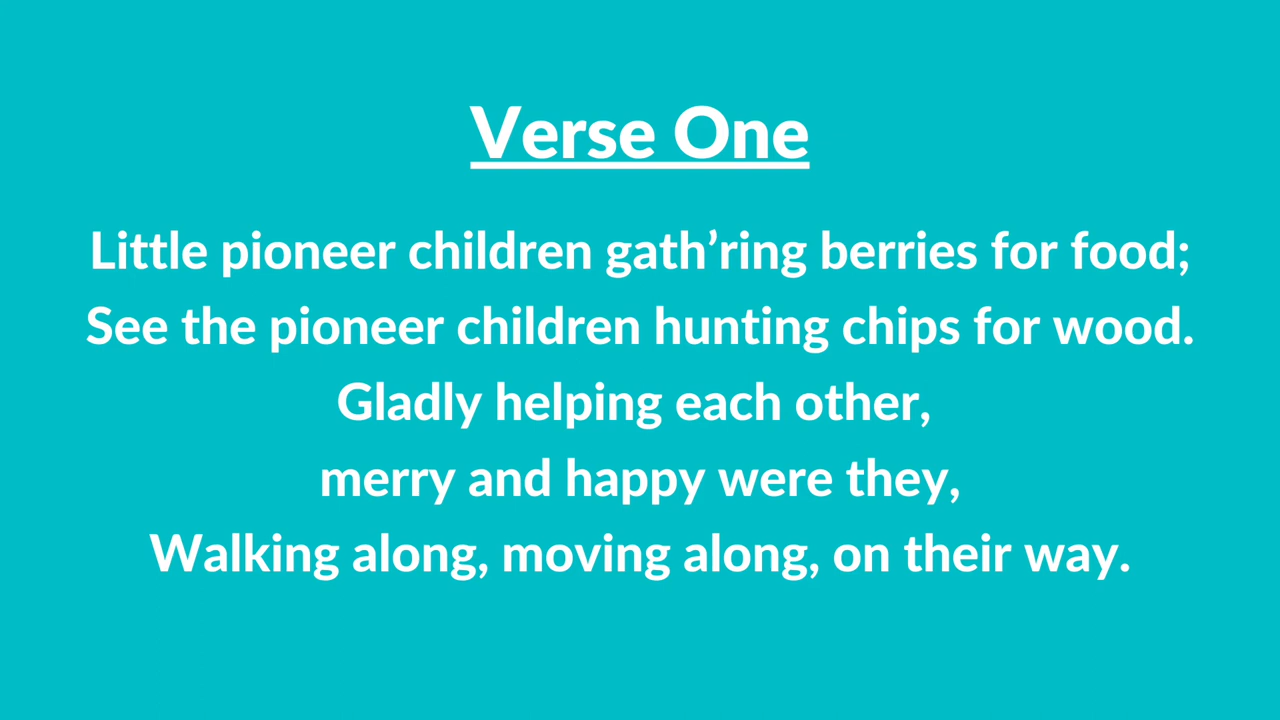 Verse One
Little pioneer children gath’ring berries for food;
See the pioneer children hunting chips for wood.
Gladly helping each other,
merry and happy were they,
Walking along, moving along, on their way.